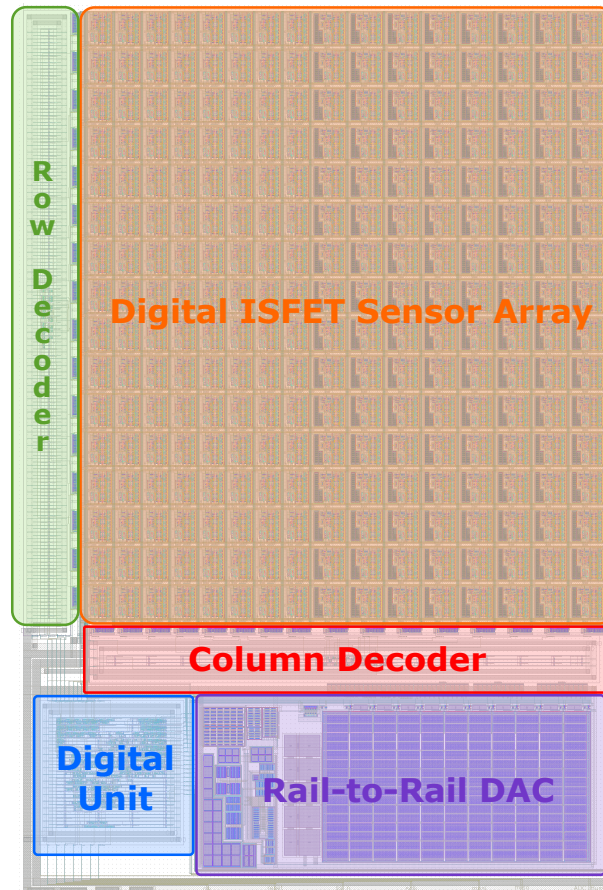 Row Decoder
Digital ISFET Sensor Array
Column Decoder
Digital
Unit
Rail-to-Rail DAC